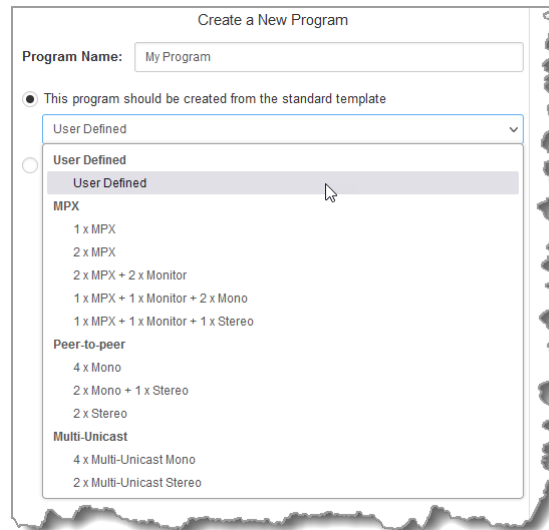 Create a New Program
Program Name: My Program
This program should be created from the standard template
User Defined
User Defined
User Defined
MPX
1 x MPX
2 x MPX
2 x MPX + 2 x Monitor
1 x MPX + 1 x Monitor + 2 x Mono
1 x MPX + 1 x Monitor + 1 x Stereo
Peer-to-peer
4 x Mono
2 x Mono + 1 x Stereo
2 x Stereo
Multi-Unicast
4 x Multi-Unicast Mono
2 x Multi-Unicast Stereo